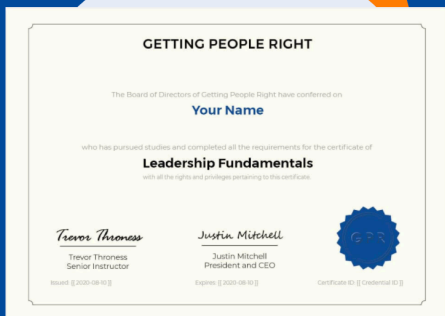 GETTING PEOPLE RIGHT
The Board of Directors of Getting People Right have conferred on
Your Name
who has pursued studies and completed all the requirements for the certificate of
Leadership Fundamentals
with all the rights and privileges pertaining to this certificate.
Trevor Throness
Justin Mitchell
Trevor Throness
Senior Instructor
Justin Mitchell
President and CEO
GPR
Issued: [[ 2020-08-10 ]]
Expires: [[ 2020-08-10 ]]
Certificate ID: [[ Credential ID ]]